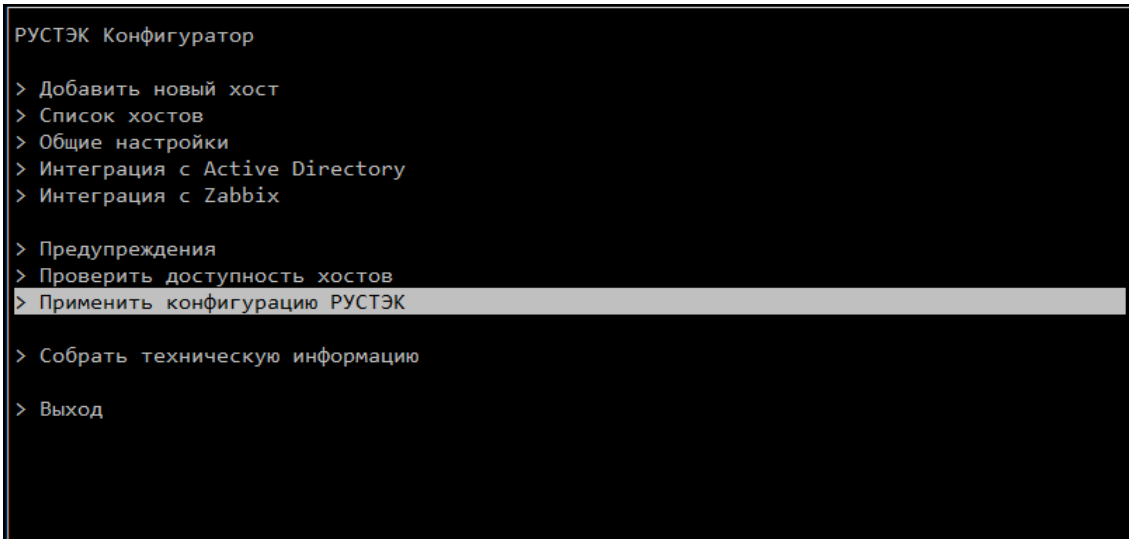 РУСТЭК Конфигуратор
> Добавить новый хост
> Список хостов
> Общие настройки
> Интеграция с Active Directory
> Интеграция с Zabbix
> Предупреждения
> Проверить доступность хостов
> Применить конфигурацию РУСТЭК
> Собрать техническую информацию
> Выход